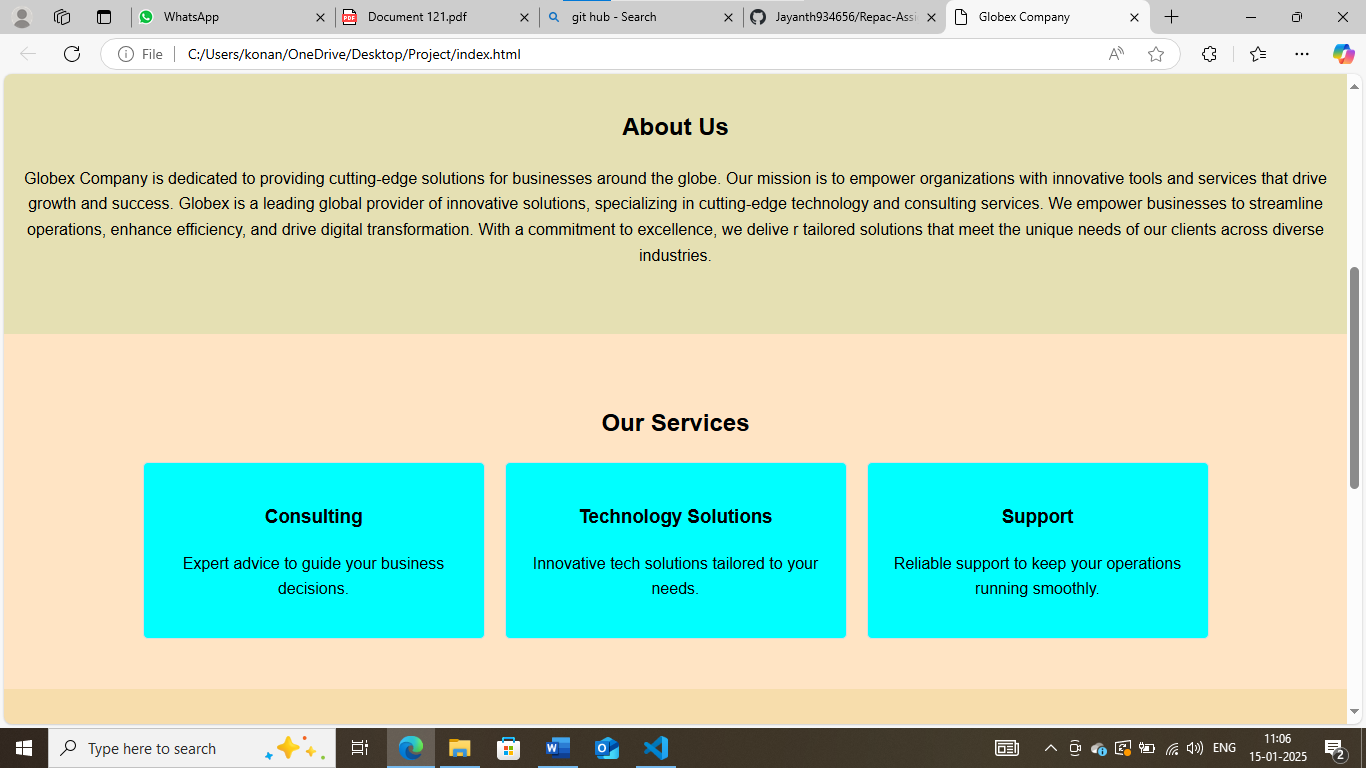 WhatsApp
Document 121.pdf
git hub - Search
Jayanth934656/Repac-Assi
Globex Company
File
C:/Users/konan/OneDrive/Desktop/Project/index.html
About Us
Globex Company is dedicated to providing cutting-edge solutions for businesses around the globe. Our mission is to empower organizations with innovative tools and services that drive
growth and success. Globex is a leading global provider of innovative solutions, specializing in cutting-edge technology and consulting services. We empower businesses to streamline
operations, enhance efficiency, and drive digital transformation. With a commitment to excellence, we delive r tailored solutions that meet the unique needs of our clients across diverse
industries.
Our Services
Consulting
Expert advice to guide your business
decisions.
Technology Solutions
Innovative tech solutions tailored to your
needs.
Support
Reliable support to keep your operations
running smoothly.
Type here to search
ENG
11:06
15-01-2025
2